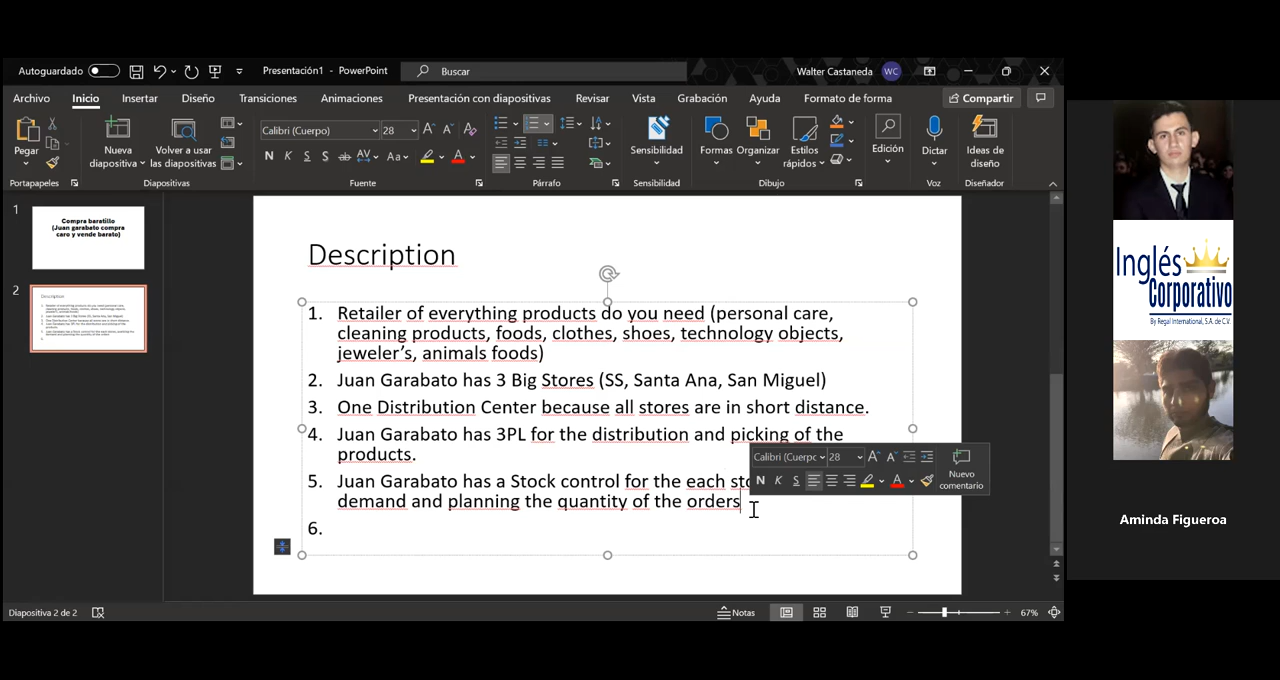 Autoguardado
Presentación1 - PowerPoint
Buscar
Walter Castaneda
WC
Archivo
Inicio
Insertar
Diseño
Transiciones
Animaciones
Presentación con diapositivas
Revisar
Vista
Grabación
Ayuda
Formato de forma
Compartir
Pegar
Nueva diapositiva
Volver a usar las diapositivas
Calibri (Cuerpo)
28
N K S S ab AV Aa A
Sensibilidad
Formas
Organizar
Estilos rápidos
Edición
Dictar
Ideas de diseño
Portapapeles
Diapositivas
Fuente
Párrafo
Sensibilidad
Dibujo
Voz
Diseñador
1
Compra baratillo
(Juan garabato compra
caro y vende barato)
2
Description
1. Retailer of everything products do you need (personal care,
cleaning products, foods, clothes, shoes, technology objects,
jeweler’s, animals foods)
2. Juan Garabato has 3 Big Stores (SS, Santa Ana, San Miguel)
3. One Distribution Center because all stores are in short distance.
4. Juan Garabato has 3PL for the distribution and picking of the
products.
5. Juan Garabato has a Stock control for the each sto
demand and planning the quantity of the orders
6.
Calibri (Cuerpc
28
N K S
Nuevo
comentario
Inglés
Corporativo
By Regal International, S.A. de C.V.
Aminda Figueroa
Diapositiva 2 de 2
Notas
67%